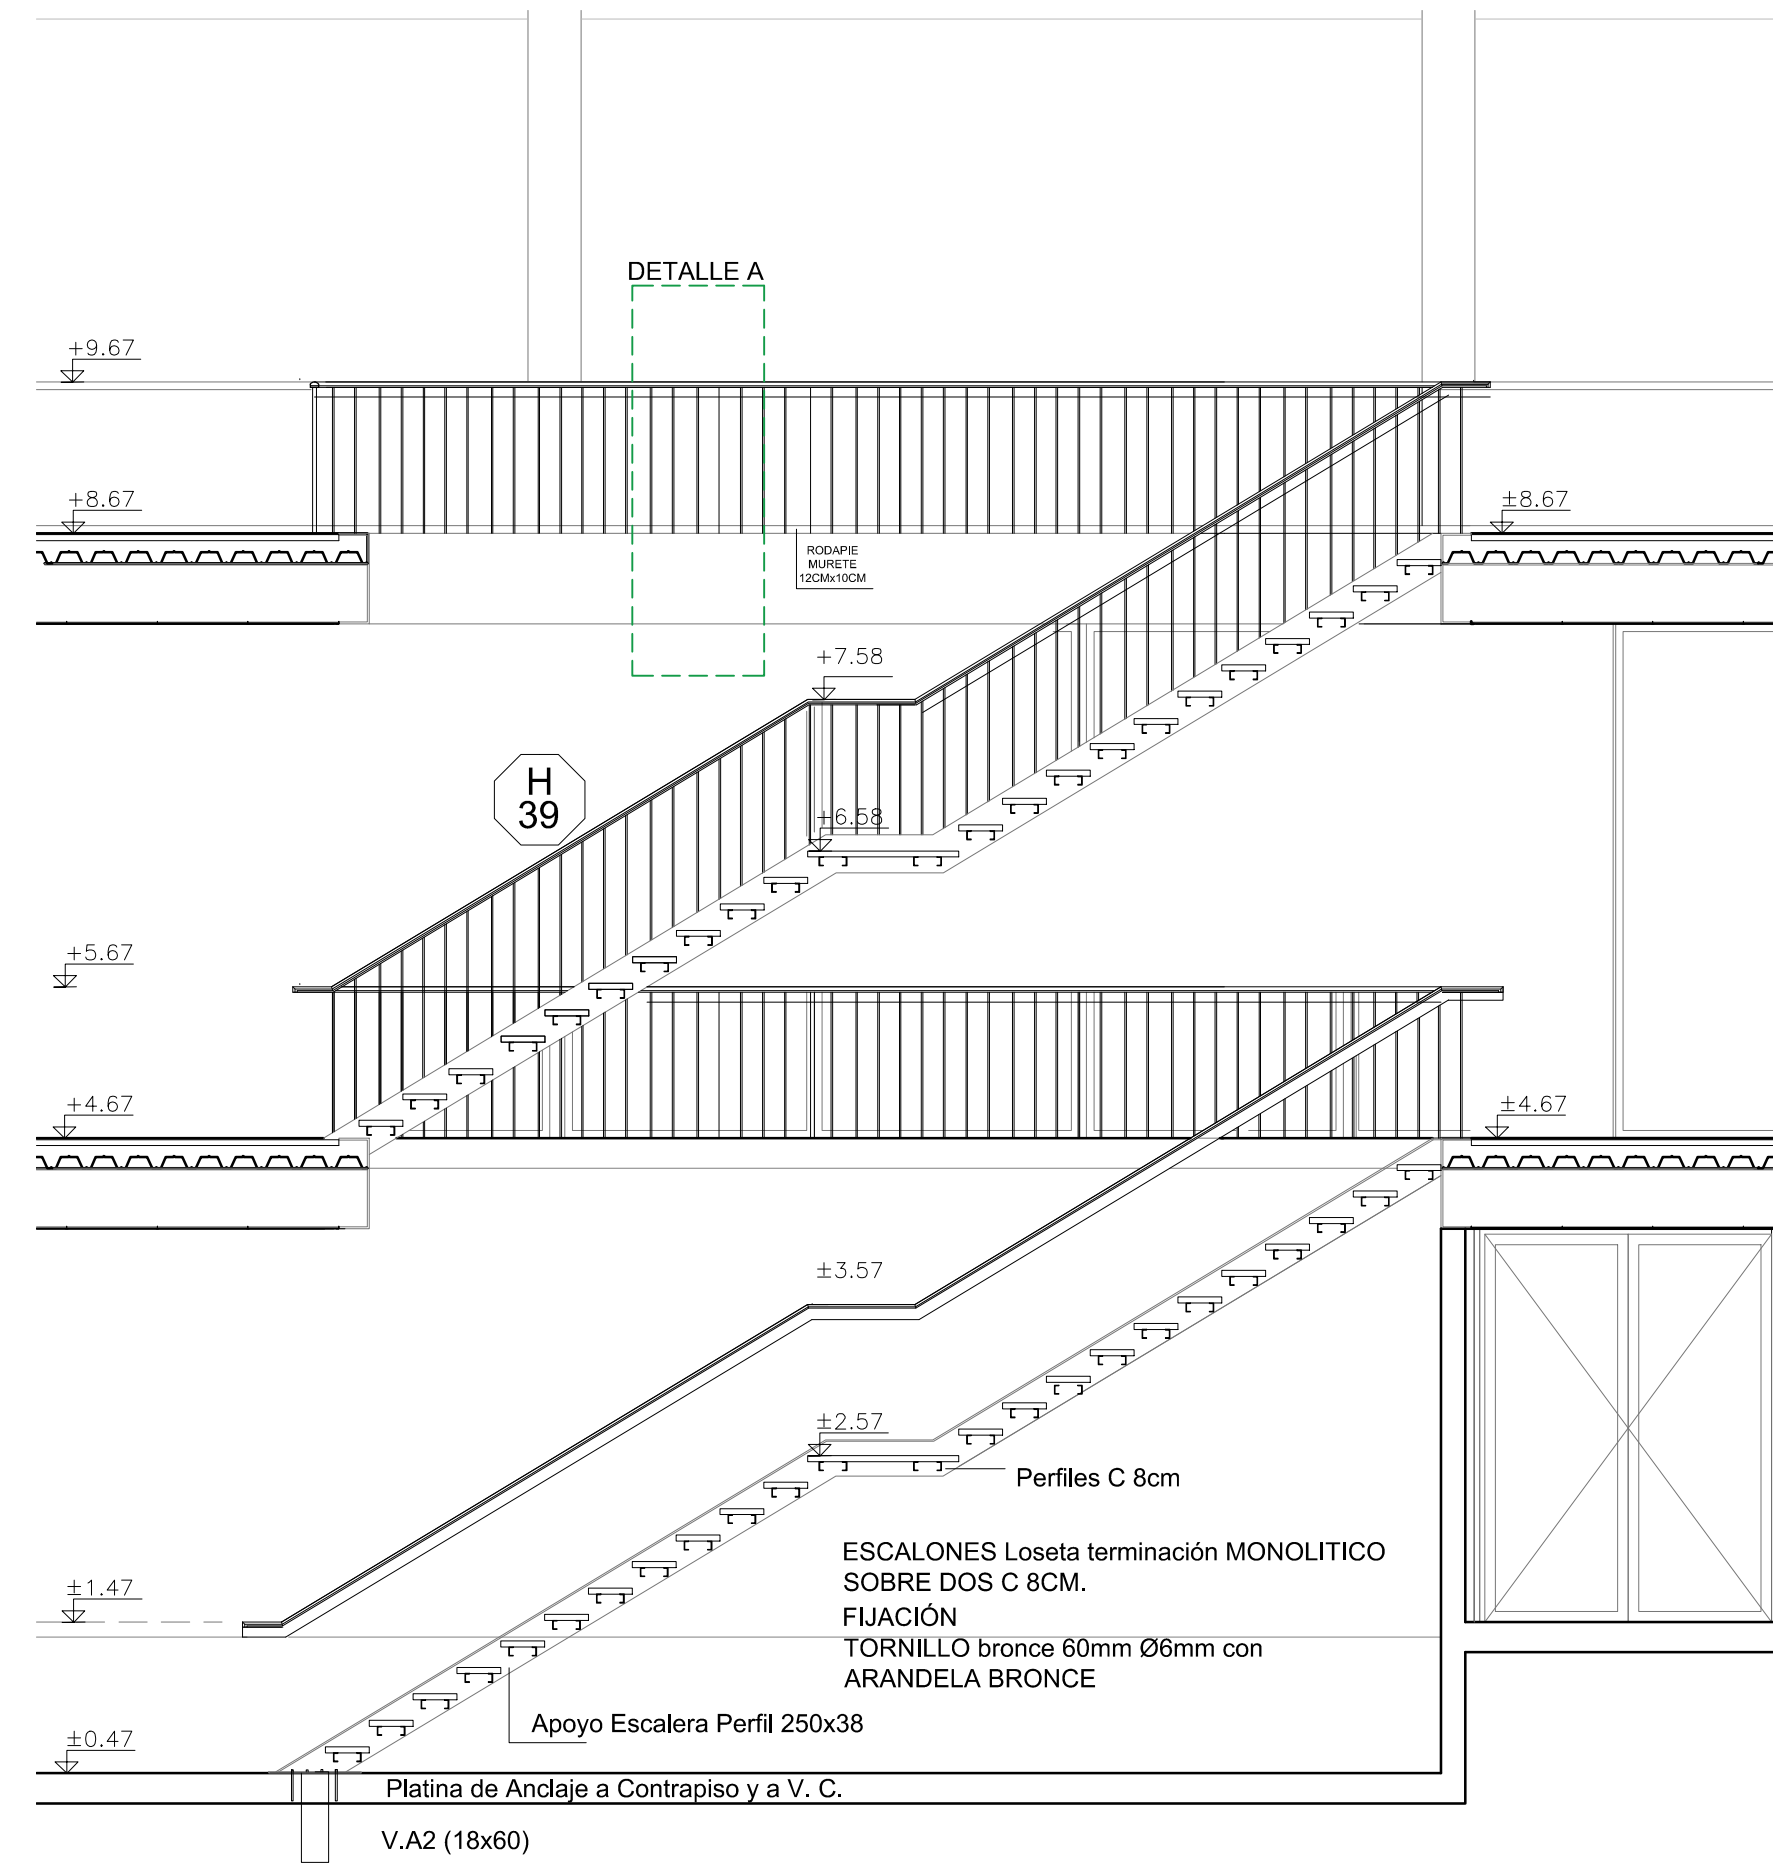 DETALLE A
+9.67
+8.67
±8.67
RODAPIE
MURETE
12CMx10CM
+7.58
H
39
+6.58
+5.67
+4.67
±4.67
±3.57
±2.57
Perfiles C 8cm
ESCALONES Loseta terminación MONOLITICO
SOBRE DOS C 8CM.
FIJACIÓN
TORNILLO bronce 60mm Ø6mm con
ARANDELA BRONCE
±1.47
Apoyo Escalera Perfil 250x38
±0.47
Platina de Anclaje a Contrapiso y a V. C.
V.A2 (18x60)